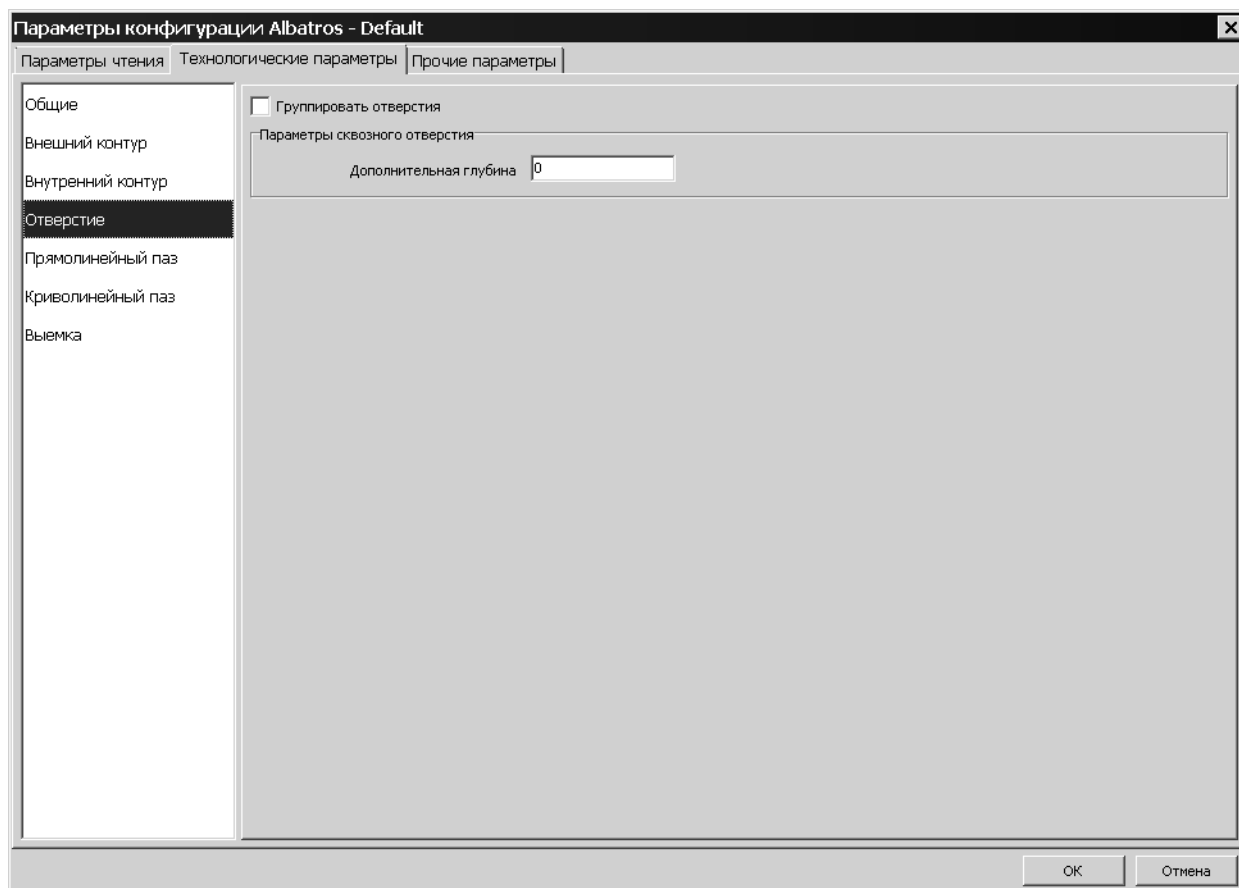 Параметры конфигурации Albatros - Default
Параметры чтения Технологические параметры Прочие параметры
Общие
Внешний контур
Внутренний контур
Отверстие
Прямолинейный паз
Криволинейный паз
Выемка
Группировать отверстия
Параметры сквозного отверстия
Дополнительная глубина 0
ОК Отмена